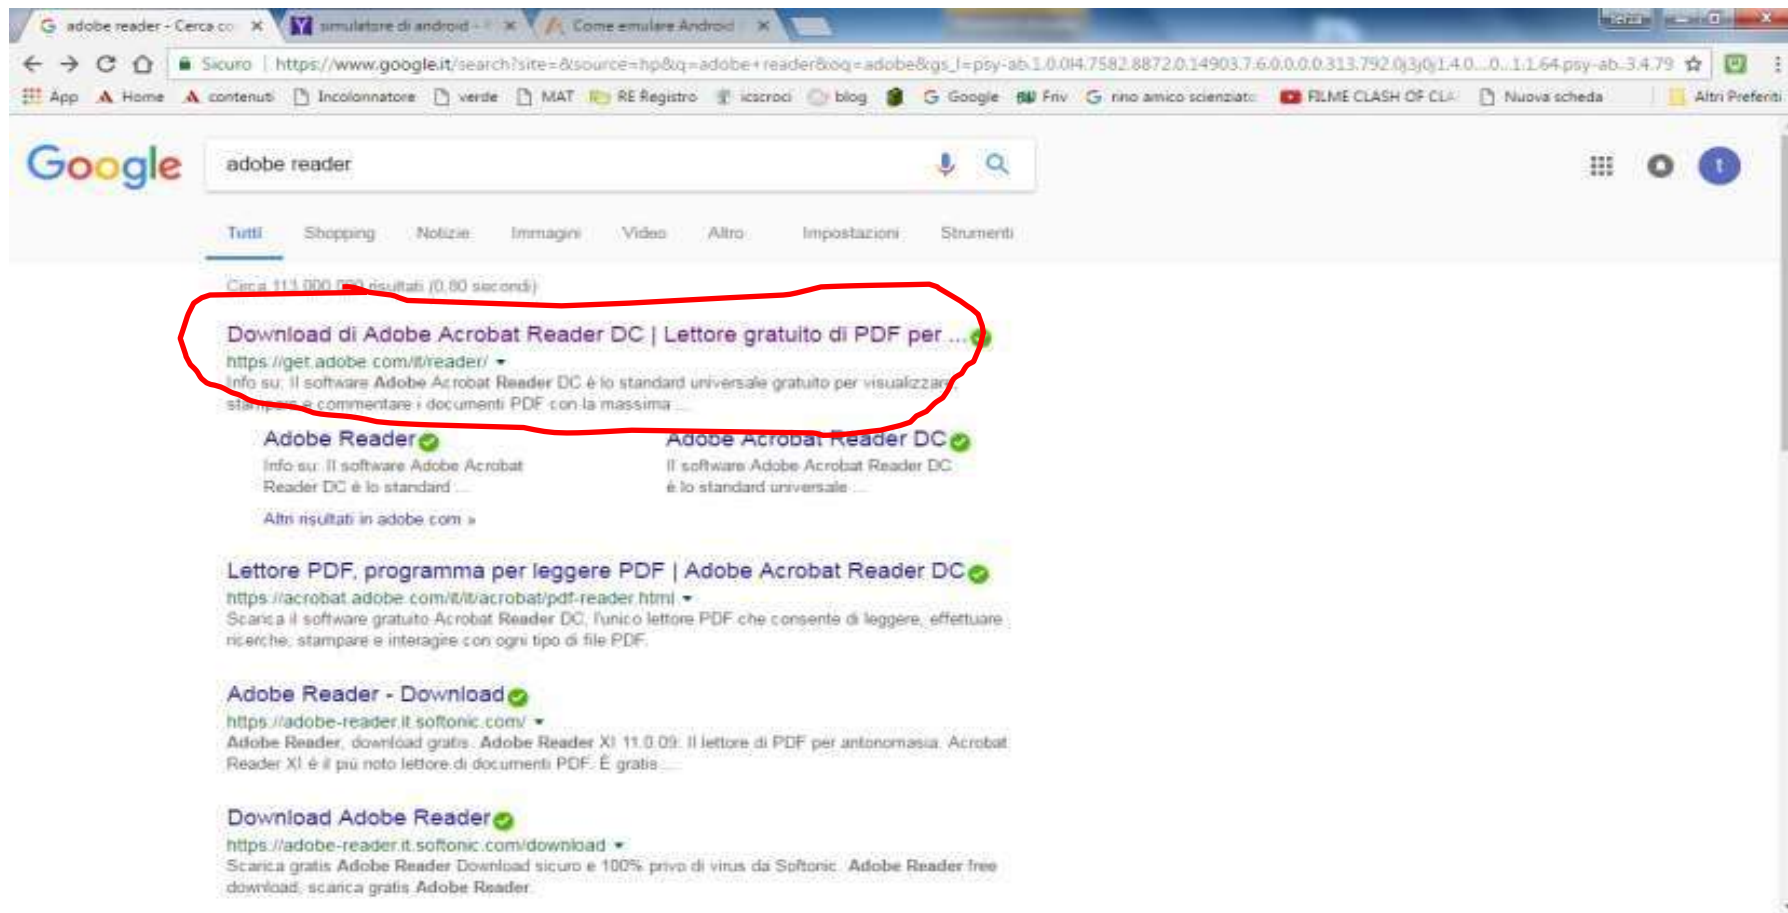 adobe reader - Cerca co
simulatore di android -
Come emulare Android
Sicuro | https://www.google.it/search?site=&source=hp&q=adobe+reader&oq=adobe&gs_l=psy-ab.1.0.0l4.7582.8872.0.14903.7.6.0.0.0.0.313.792.0j3j0j1.4.0...0...1.1.64.psy-ab..3.4.79
App Home contenuti Incolonnatore verde MAT RE Registro icscroci blog Google Friv rino amico scienziato FILME CLASH OF CLA Nuova scheda Altri Preferiti
Google adobe reader
Tutti Shopping Notizie Immagini Video Altro Impostazioni Strumenti
Circa 113.000.000 risultati (0,80 secondi)
Download di Adobe Acrobat Reader DC | Lettore gratuito di PDF per ...
https://get.adobe.com/it/reader/
Info su: Il software Adobe Acrobat Reader DC è lo standard universale gratuito per visualizzare,
stampare e commentare i documenti PDF con la massima ...
Adobe Reader
Info su: Il software Adobe Acrobat
Reader DC è lo standard ...
Adobe Acrobat Reader DC
Il software Adobe Acrobat Reader DC
è lo standard universale ...
Altri risultati in adobe.com »
Lettore PDF, programma per leggere PDF | Adobe Acrobat Reader DC
https://acrobat.adobe.com/it/it/acrobat/pdf-reader.html
Scarica il software gratuito Acrobat Reader DC, l'unico lettore PDF che consente di leggere, effettuare
ricerche, stampare e interagire con ogni tipo di file PDF.
Adobe Reader - Download
https://adobe-reader.it.softonic.com/
Adobe Reader, download gratis. Adobe Reader XI 11.0.09: Il lettore di PDF per antonomasia. Acrobat
Reader XI è il più noto lettore di documenti PDF. È gratis ...
Download Adobe Reader
https://adobe-reader.it.softonic.com/download
Scarica gratis Adobe Reader Download sicuro e 100% privo di virus da Softonic. Adobe Reader free
download, scarica gratis Adobe Reader.